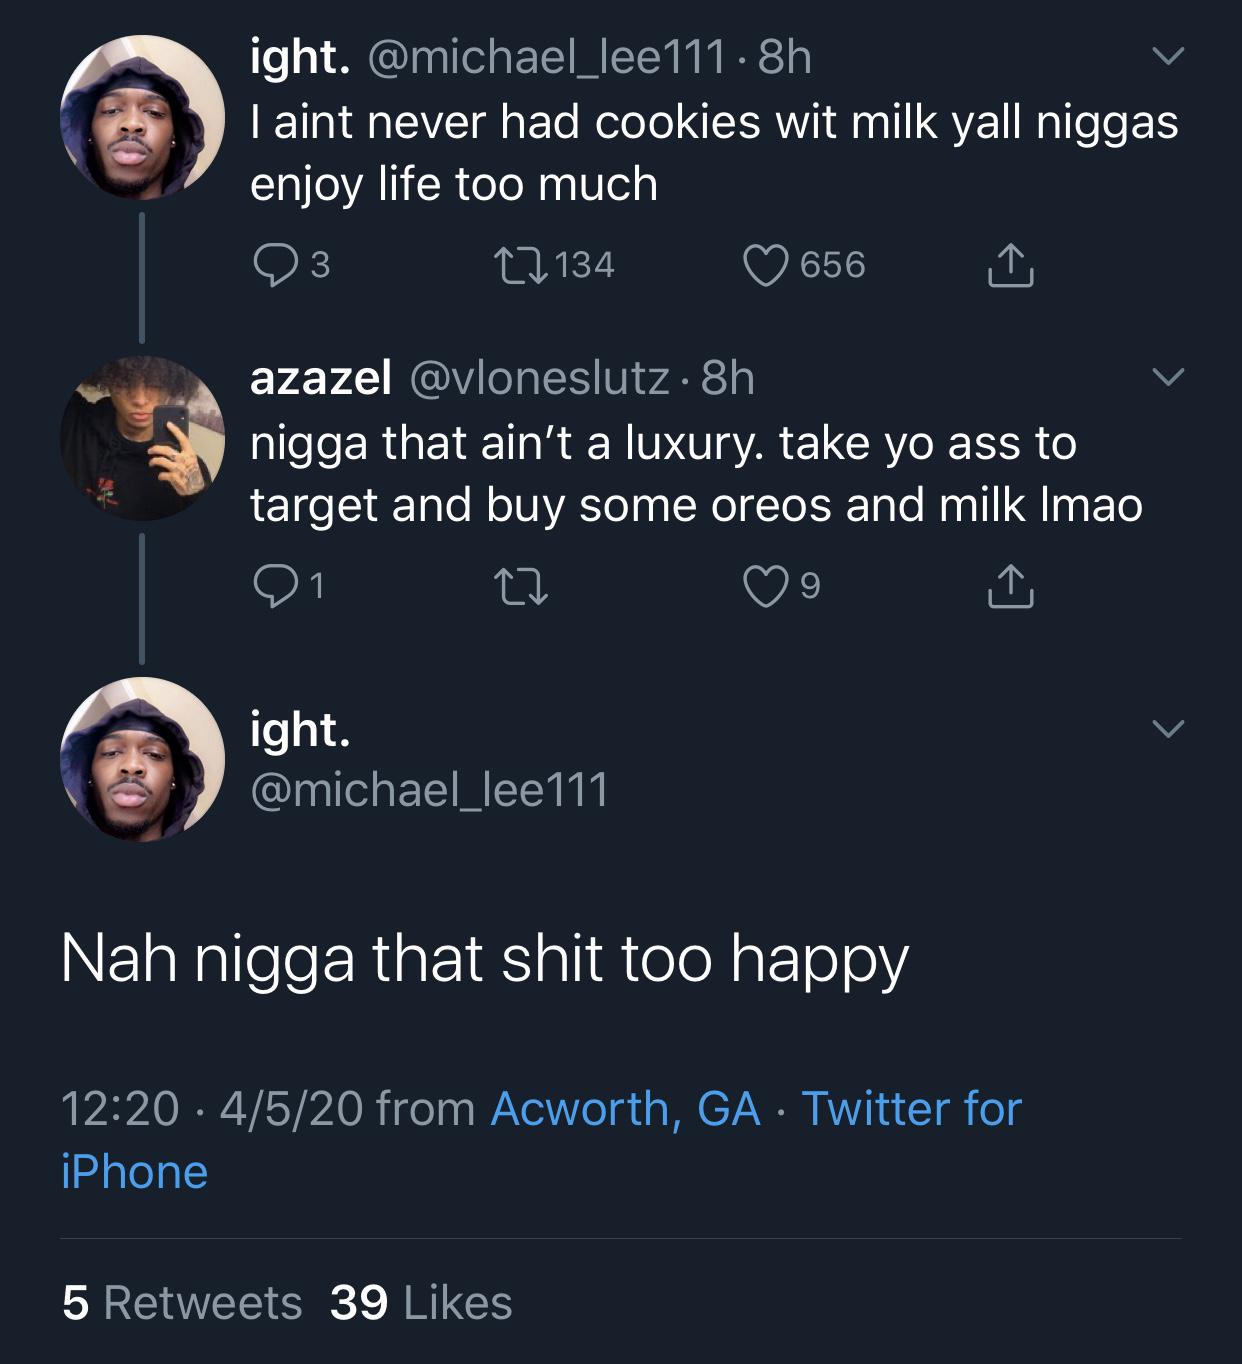 ight. @michael_lee111 · 8h
I aint never had cookies wit milk yall niggas
enjoy life too much
3 134 656
azazel @vloneslutz · 8h
nigga that ain’t a luxury. take yo ass to
target and buy some oreos and milk lmao
1 9
ight.
@michael_lee111
Nah nigga that shit too happy
12:20 · 4/5/20 from Acworth, GA · Twitter for
iPhone
5 Retweets 39 Likes